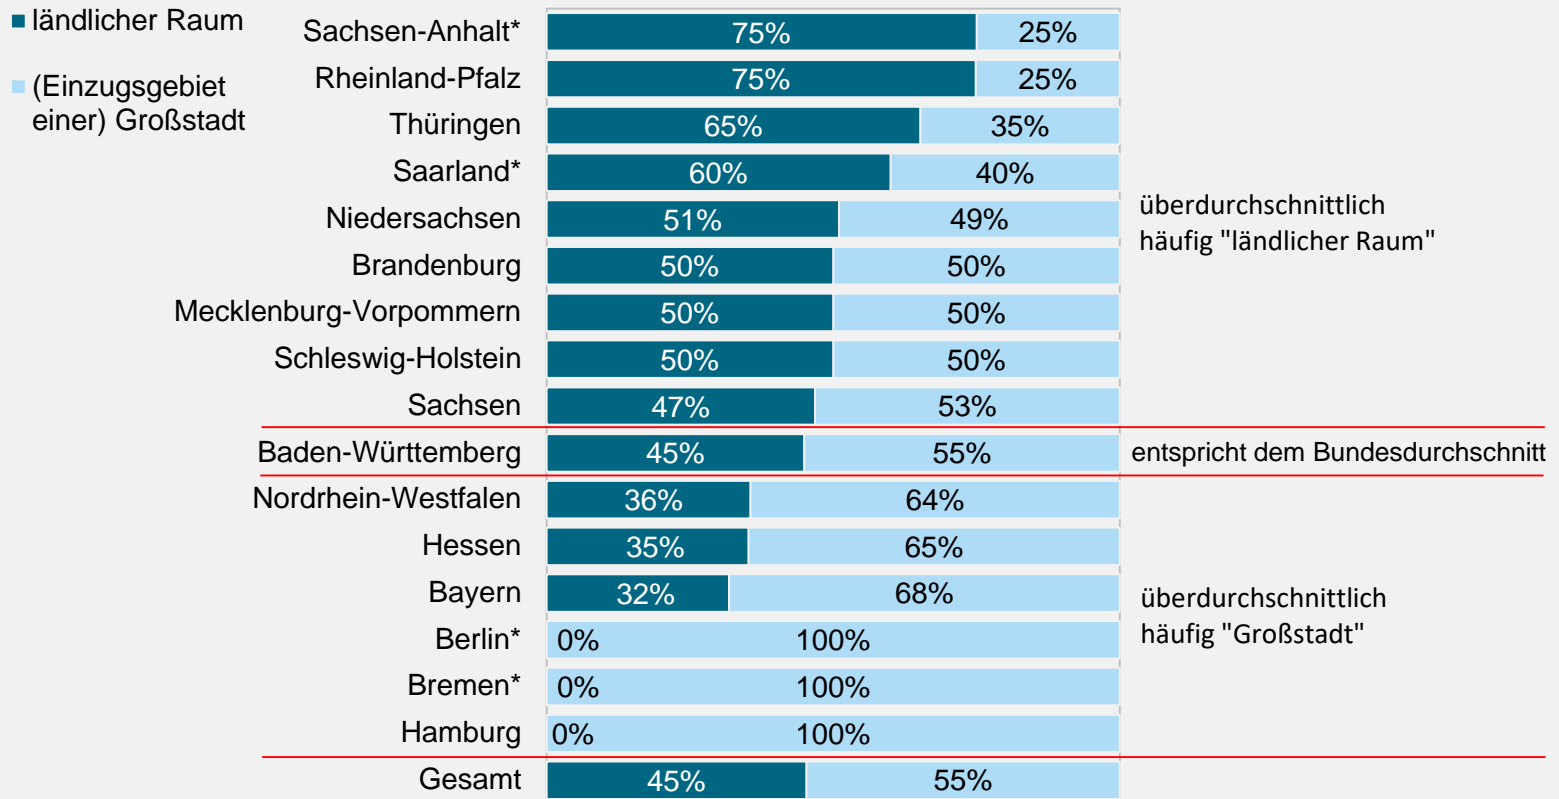 ländlicher Raum
(Einzugsgebiet
einer) Großstadt
Sachsen-Anhalt* 75% 25%
Rheinland-Pfalz 75% 25%
Thüringen 65% 35%
Saarland* 60% 40%
Niedersachsen 51% 49%
Brandenburg 50% 50%
Mecklenburg-Vorpommern 50% 50%
Schleswig-Holstein 50% 50%
Sachsen 47% 53%
überdurchschnittlich
häufig "ländlicher Raum"
Baden-Württemberg 45% 55% entspricht dem Bundesdurchschnitt
Nordrhein-Westfalen 36% 64%
Hessen 35% 65%
Bayern 32% 68%
Berlin* 0% 100%
Bremen* 0% 100%
Hamburg 0% 100%
überdurchschnittlich
häufig "Großstadt"
Gesamt 45% 55%